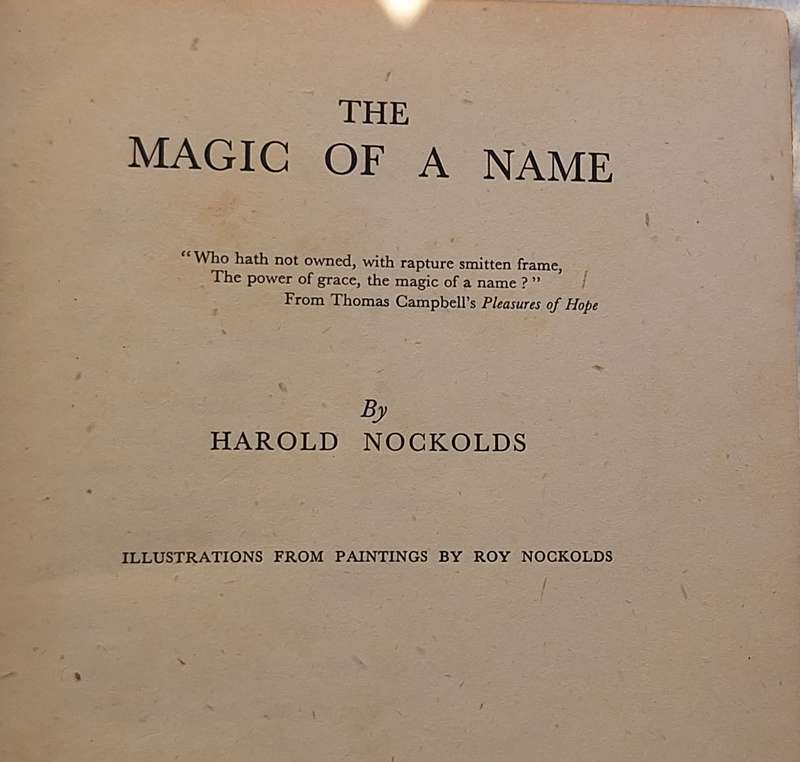 THE
MAGIC OF A NAME
“Who hath not owned, with rapture smitten frame,
The power of grace, the magic of a name?”
From Thomas Campbell’s Pleasures of Hope
By
HAROLD NOCKOLDS
ILLUSTRATIONS FROM PAINTINGS BY ROY NOCKOLDS